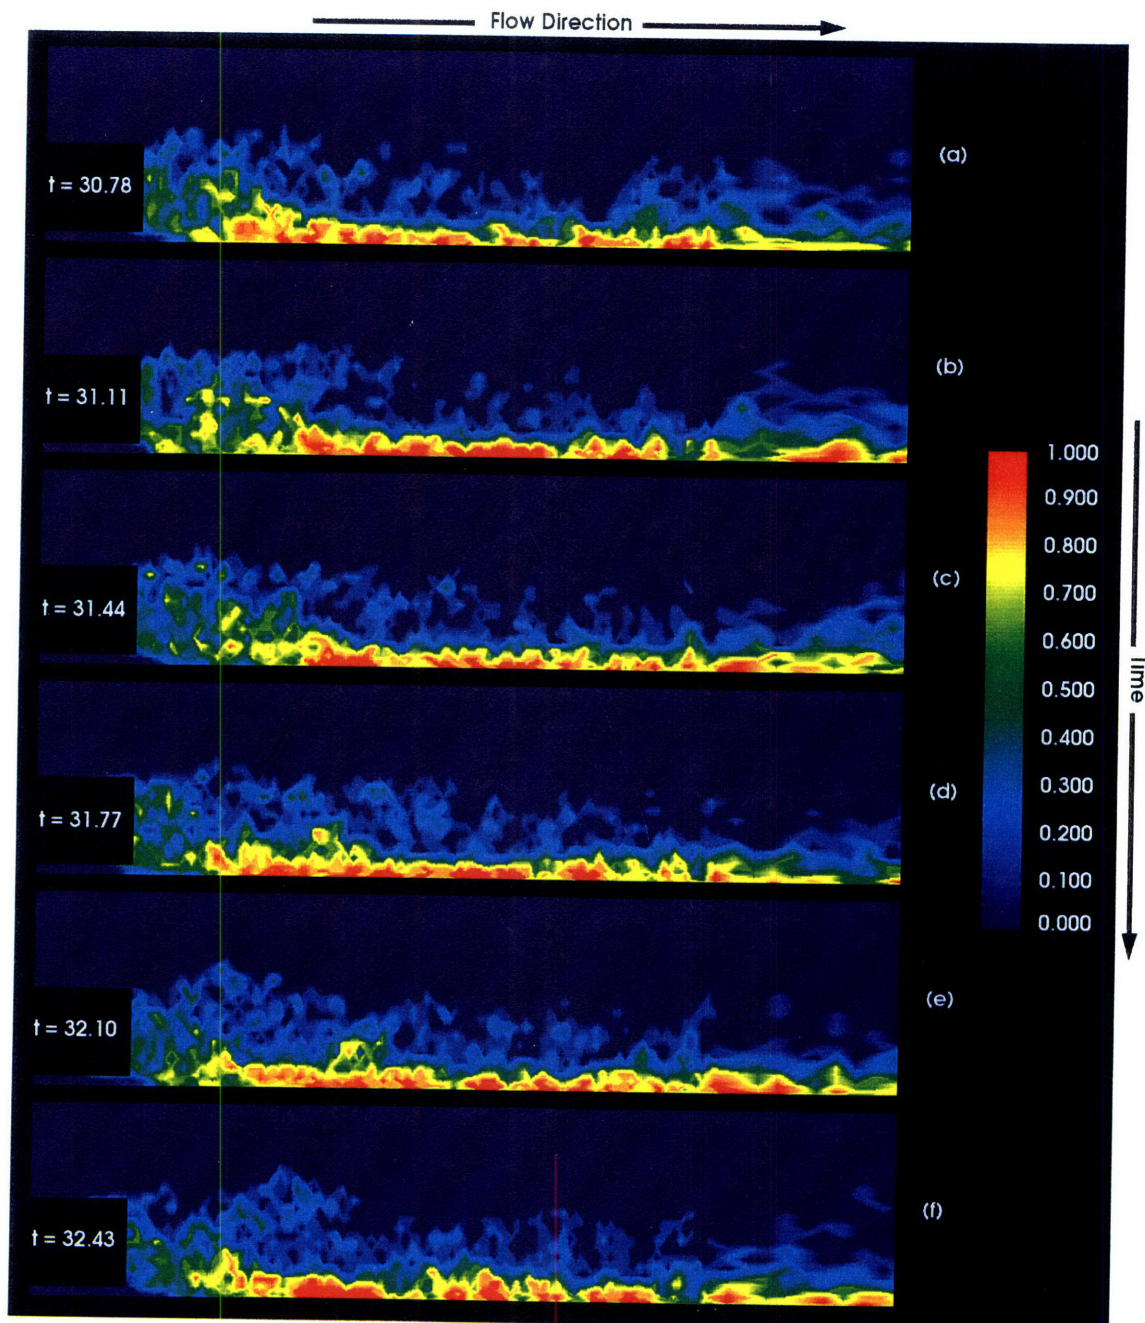 Flow Direction
t = 30.78
(a)
t = 31.11
(b)
t = 31.44
(c)
t = 31.77
(d)
t = 32.10
(e)
t = 32.43
(f)
1.000
0.900
0.800
0.700
0.600
0.500
0.400
0.300
0.200
0.100
0.000
Time